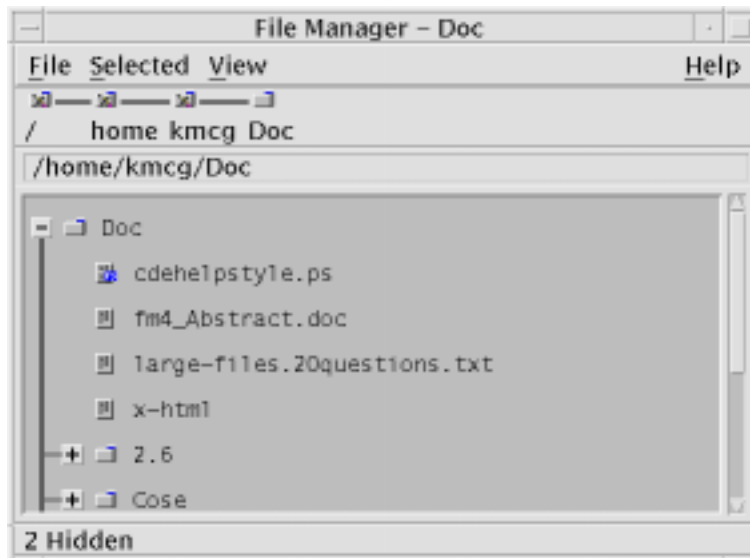 File Manager – Doc
File Selected View Help
/ home kmcg Doc
/home/kmcg/Doc
Doc
cdehelpstyle.ps
fm4_Abstract.doc
large-files.20questions.txt
x-html
2.6
Cose
2 Hidden